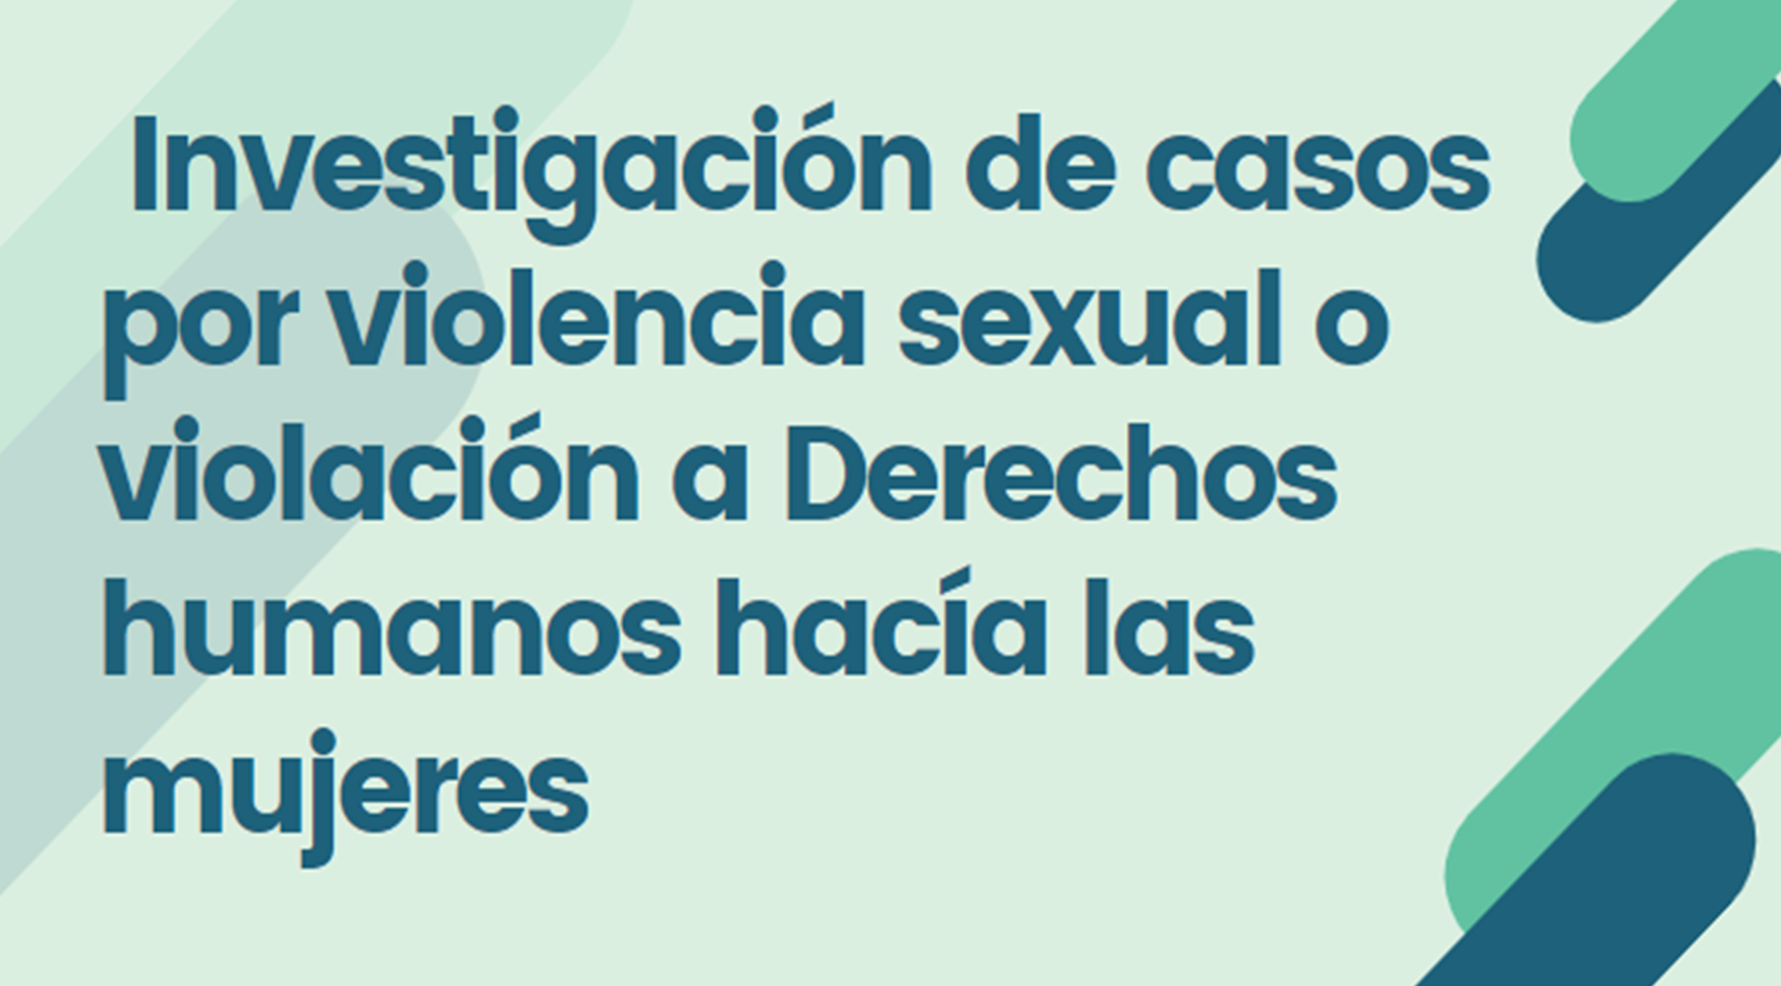 Investigación de casos
por violencia sexual o
violación a Derechos
humanos hacía las
mujeres